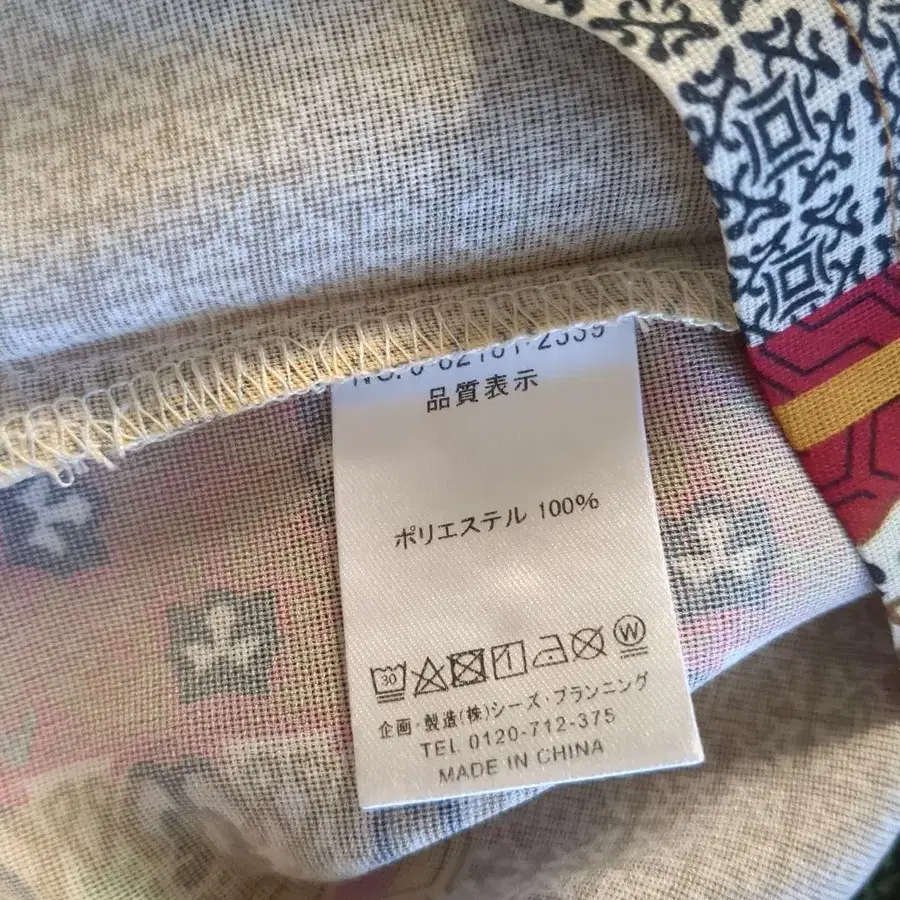 品質表示
ポリエステル 100%
30 W
企画・製造(株)シーズ・プランニング
TEL 0120-712-375
MADE IN CHINA